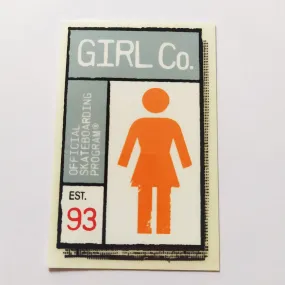 GIRL Co.
OFFICIAL
SKATEBOARDING
PROGRAM®
EST.
93